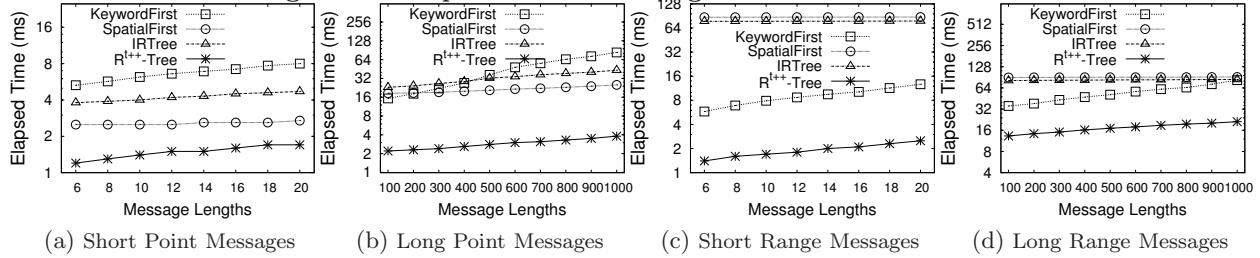 Elapsed Time (ms)
16
8
4
2
1
KeywordFirst
SpatialFirst
IRTree
R^{t++}-Tree
6 8 10 12 14 16 18 20
Message Lengths
(a) Short Point Messages
Elapsed Time (ms)
256
128
64
32
16
8
4
2
1
KeywordFirst
SpatialFirst
IRTree
R^{t++}-Tree
100 200 300 400 500 600 700 800 900 1000
Message Lengths
(b) Long Point Messages
Elapsed Time (ms)
128
64
32
16
8
4
2
1
KeywordFirst
SpatialFirst
IRTree
R^{t++}-Tree
6 8 10 12 14 16 18 20
Message Lengths
(c) Short Range Messages
Elapsed Time (ms)
512
256
128
64
32
16
8
4
KeywordFirst
SpatialFirst
IRTree
R^{t++}-Tree
100 200 300 400 500 600 700 800 900 1000
Message Lengths
(d) Long Range Messages